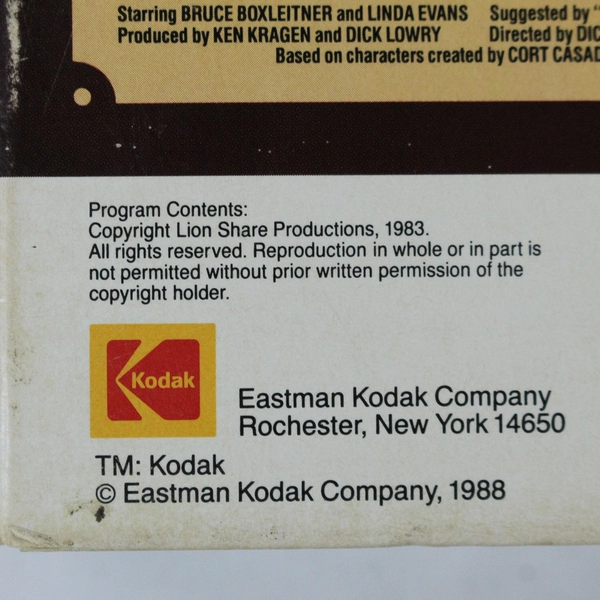 Starring BRUCE BOXLEITNER and LINDA EVANS Suggested by "
Produced by KEN KRAGEN and DICK LOWRY Directed by DIC
Based on characters created by CORT CASAD
Program Contents:
Copyright Lion Share Productions, 1983.
All rights reserved. Reproduction in whole or in part is
not permitted without prior written permission of the
copyright holder.
Kodak
Eastman Kodak Company
Rochester, New York 14650
TM: Kodak
© Eastman Kodak Company, 1988